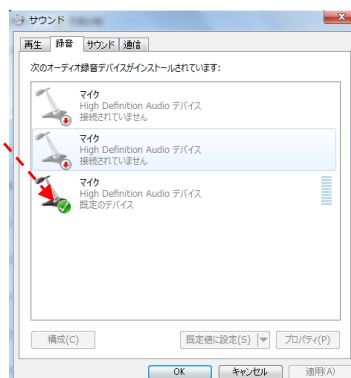 サウンド
再生 録音 サウンド 通信
次のオーディオ録音デバイスがインストールされています:
マイク
High Definition Audio デバイス
接続されていません
マイク
High Definition Audio デバイス
接続されていません
マイク
High Definition Audio デバイス
既定のデバイス
構成(C) 既定値に設定(S) プロパティ(P)
OK キャンセル 適用(A)